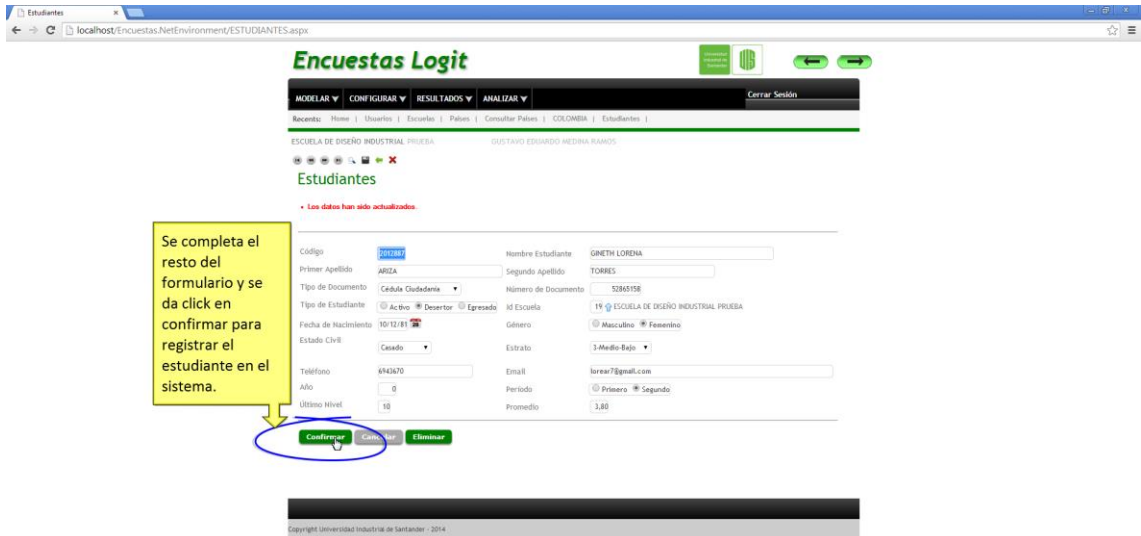 Estudiantes
localhost/Encuestas.NetEnvironment/ESTUDIANTES.aspx
Encuestas Logit
MODELAR CONFIGURAR RESULTADOS ANALIZAR Cerrar Sesión
Recents: Home | Usuarios | Escuelas | Paises | Consultar Paises | COLOMBIA | Estudiantes |
ESCUELA DE DISEÑO INDUSTRIAL PRUEBA GUSTAVO EDUARDO MEDINA RAMOS
Estudiantes
• Los datos han sido actualizados.
Se completa el
resto del
formulario y se
da click en
confirmar para
registrar el
estudiante en el
sistema.
Código 2012887 Nombre Estudiante GINETH LORENA
Primer Apellido ARIZA Segundo Apellido TORRES
Tipo de Documento Cédula Ciudadanía Número de Documento 52865158
Tipo de Estudiante Activo Desertor Egresado Id Escuela 19 ESCUELA DE DISEÑO INDUSTRIAL PRUEBA
Fecha de Nacimiento 10/12/81 Género Masculino Femenino
Estado Civil Casado Estrato 3-Medio-Bajo
Teléfono 6943670 Email lorear7@gmail.com
Año 0 Periodo Primero Segundo
Último Nivel 10 Promedio 3,80
Confirmar Cancelar Eliminar
Copyright Universidad Industrial de Santander - 2014